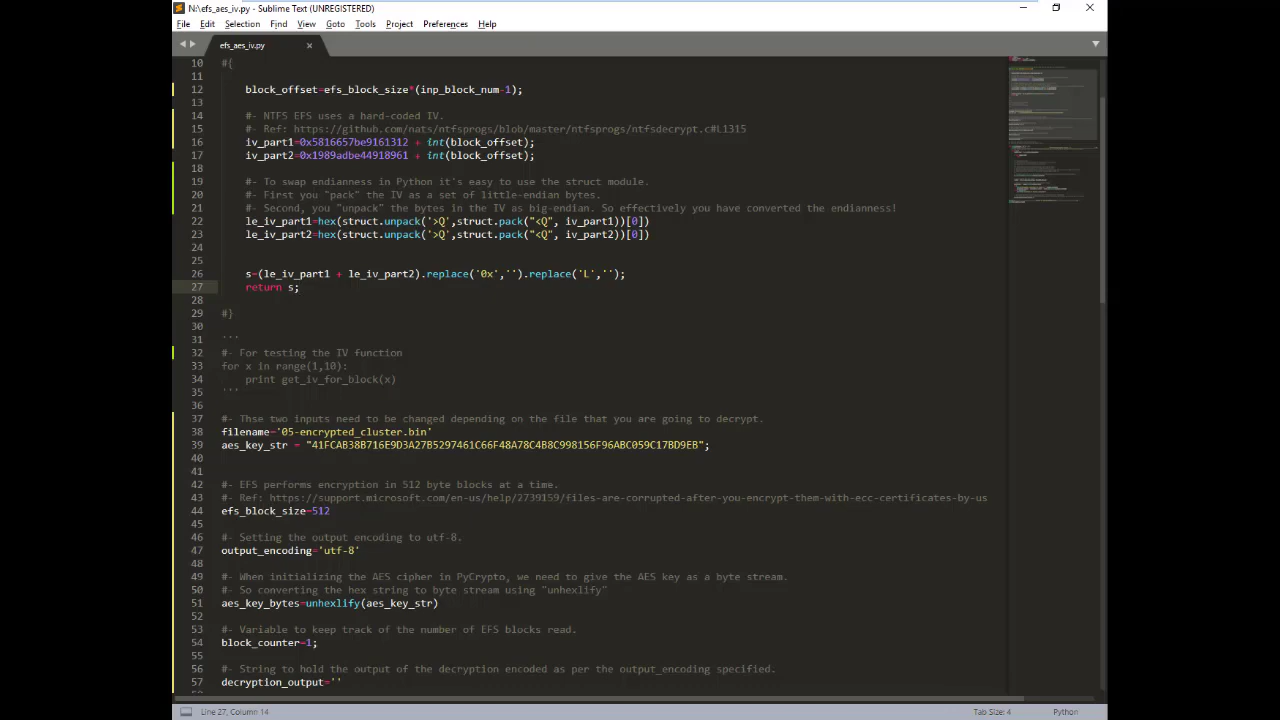 N:\efs_aes_iv.py - Sublime Text (UNREGISTERED)
File Edit Selection Find View Goto Tools Project Preferences Help
efs_aes_iv.py
10 #{
11
12 block_offset=efs_block_size*(inp_block_num-1);
13
14 #- NTFS EFS uses a hard-coded IV.
15 #- Ref: https://github.com/nats/ntfsprogs/blob/master/ntfsprogs/ntfsdecrypt.c#L1315
16 iv_part1=0x5816657be9161312 + int(block_offset);
17 iv_part2=0x1989adbe44918961 + int(block_offset);
18
19 #- To swap endianness in Python it's easy to use the struct module.
20 #- First you "pack" the IV as a set of little-endian bytes.
21 #- Second, you "unpack" the bytes in the IV as big-endian. So effectively you have converted the endianness!
22 le_iv_part1=hex(struct.unpack('>Q',struct.pack("<Q", iv_part1))[0])
23 le_iv_part2=hex(struct.unpack('>Q',struct.pack("<Q", iv_part2))[0])
24
25
26 s=(le_iv_part1 + le_iv_part2).replace('0x','').replace('L','');
27 return s;
28
29 #}
30
31 '''
32 #- For testing the IV function
33 for x in range(1,10):
34 print get_iv_for_block(x)
35 '''
36
37 #- Thse two inputs need to be changed depending on the file that you are going to decrypt.
38 filename='05-encrypted_cluster.bin'
39 aes_key_str = "41FCAB38B716E9D3A27B5297461C66F48A78C4B8C998156F96ABC059C17BD9EB";
40
41
42 #- EFS performs encryption in 512 byte blocks at a time.
43 #- Ref: https://support.microsoft.com/en-us/help/2739159/files-are-corrupted-after-you-encrypt-them-with-ecc-certificates-by-us
44 efs_block_size=512
45
46 #- Setting the output encoding to utf-8.
47 output_encoding='utf-8'
48
49 #- When initializing the AES cipher in PyCrypto, we need to give the AES key as a byte stream.
50 #- So converting the hex string to byte stream using "unhexlify"
51 aes_key_bytes=unhexlify(aes_key_str)
52
53 #- Variable to keep track of the number of EFS blocks read.
54 block_counter=1;
55
56 #- String to hold the output of the decryption encoded as per the output_encoding specified.
57 decryption_output=''
Line 27, Column 14 Tab Size: 4 Python